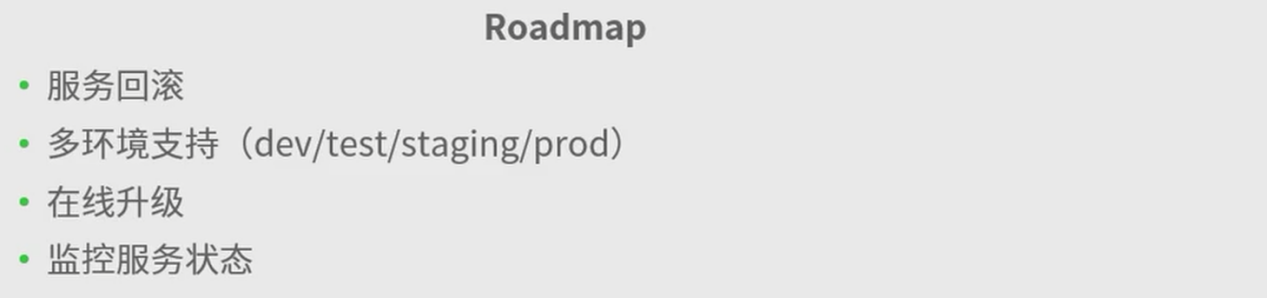 Roadmap
• 服务回滚
• 多环境支持（dev/test/staging/prod）
• 在线升级
• 监控服务状态